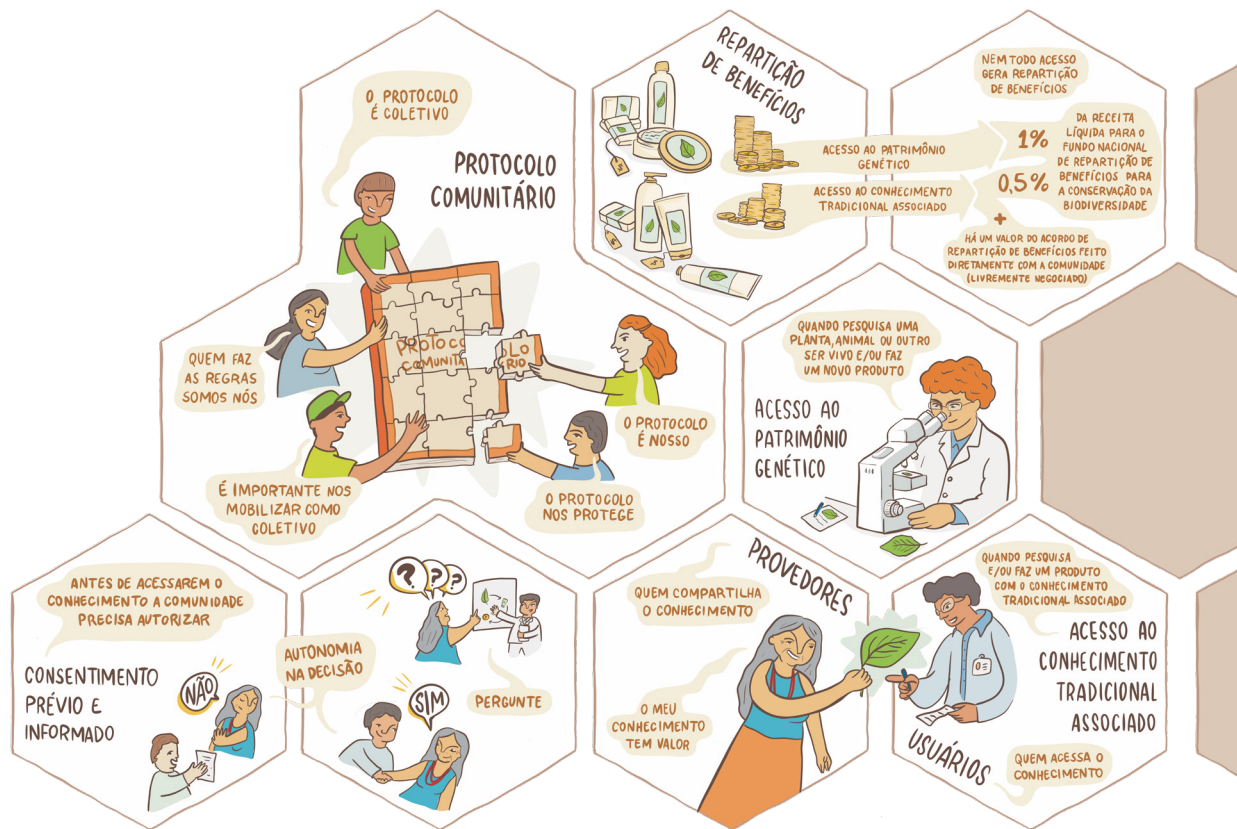 O PROTOCOLO
É COLETIVO
PROTOCOLO
COMUNITÁRIO
PROTOCO
COMUNITA
OLO
RIO
QUEM FAZ
AS REGRAS
SOMOS NÓS
É IMPORTANTE NOS
MOBILIZAR COMO
COLETIVO
O PROTOCOLO
É NOSSO
O PROTOCOLO
NOS PROTEGE
REPARTIÇÃO
DE BENEFÍCIOS
ACESSO AO PATRIMÔNIO
GENÉTICO
ACESSO AO CONHECIMENTO
TRADICIONAL ASSOCIADO
NEM TODO ACESSO
GERA REPARTIÇÃO
DE BENEFÍCIOS
1%
0,5%
DA RECEITA
LÍQUIDA PARA O
FUNDO NACIONAL
DE REPARTIÇÃO DE
BENEFÍCIOS PARA
A CONSERVAÇÃO DA
BIODIVERSIDADE
+
HÁ UM VALOR DO ACORDO DE
REPARTIÇÃO DE BENEFÍCIOS FEITO
DIRETAMENTE COM A COMUNIDADE
(LIVREMENTE NEGOCIADO)
QUANDO PESQUISA UMA
PLANTA, ANIMAL OU OUTRO
SER VIVO E/OU FAZ
UM NOVO PRODUTO
ACESSO AO
PATRIMÔNIO
GENÉTICO
ANTES DE ACESSAREM O
CONHECIMENTO A COMUNIDADE
PRECISA AUTORIZAR
CONSENTIMENTO
PRÉVIO E
INFORMADO
NÃO
AUTONOMIA
NA DECISÃO
???
PERGUNTE
SIM
PROVEDORES
QUEM COMPARTILHA
O CONHECIMENTO
O MEU
CONHECIMENTO
TEM VALOR
QUANDO PESQUISA
E/OU FAZ UM PRODUTO
COM O CONHECIMENTO
TRADICIONAL ASSOCIADO
ACESSO AO
CONHECIMENTO
TRADICIONAL
ASSOCIADO
USUÁRIOS
QUEM ACESSA O
CONHECIMENTO